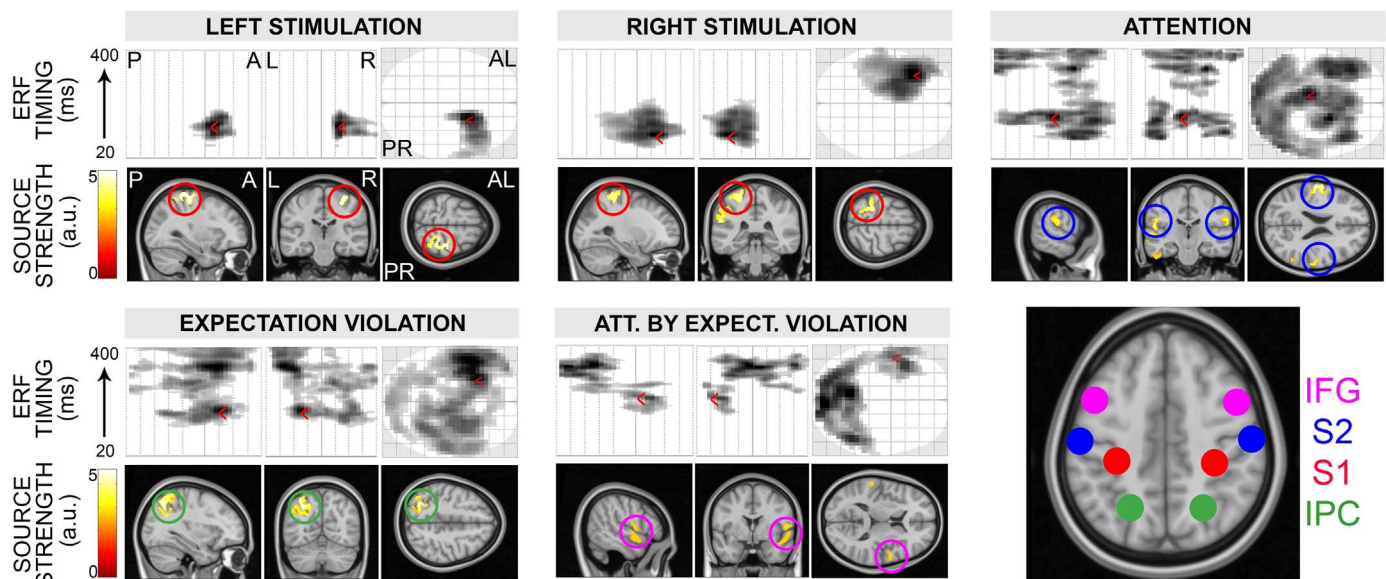 LEFT STIMULATION
RIGHT STIMULATION
ATTENTION
ERF
TIMING
(ms)
400
20
P A L R AL
PR
SOURCE
STRENGTH
(a.u.)
5
0
P A L R AL
PR
EXPECTATION VIOLATION
ATT. BY EXPECT. VIOLATION
ERF
TIMING
(ms)
400
20
SOURCE
STRENGTH
(a.u.)
5
0
IFG
S2
S1
IPC